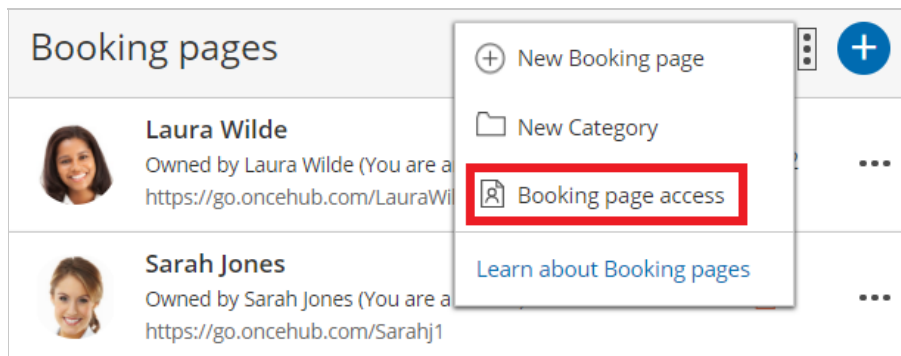 Booking pages
New Booking page
New Category
Booking page access
Learn about Booking pages
Laura Wilde
Owned by Laura Wilde (You are a
https://go.oncehub.com/LauraWil
Sarah Jones
Owned by Sarah Jones (You are a
https://go.oncehub.com/Sarahj1